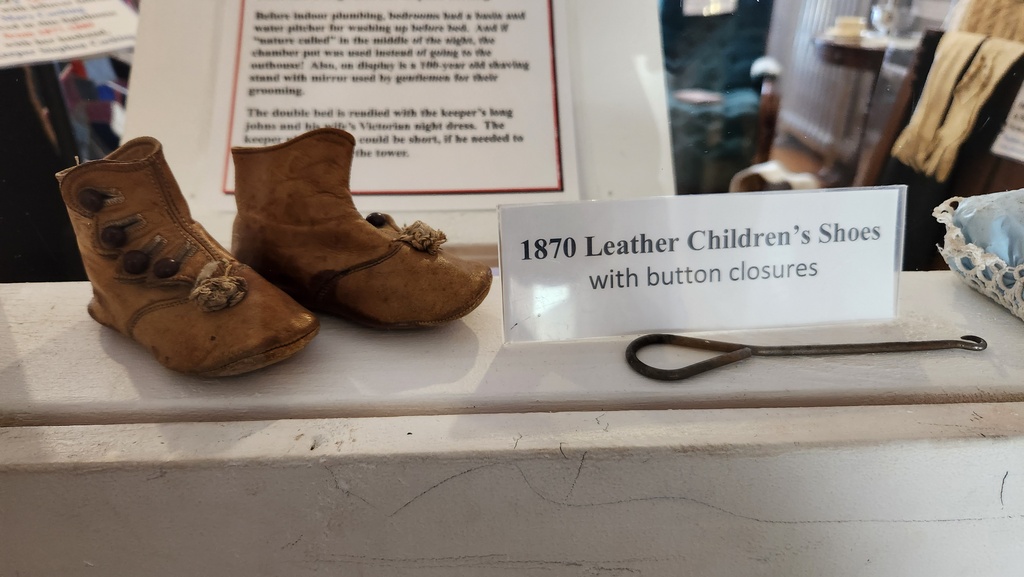 Before indoor plumbing, bedrooms had a basin and
water pitcher for washing up before bed. And if
"nature called" in the middle of the night, the
chamber pot was used instead of going to the
outhouse! Also, on display is a 100-year old shaving
stand with mirror used by gentlemen for their
grooming.
The double bed is readied with the keeper's long
johns and his wife's Victorian night dress. The
keeper could be short, if he needed to
the tower.
1870 Leather Children's Shoes
with button closures